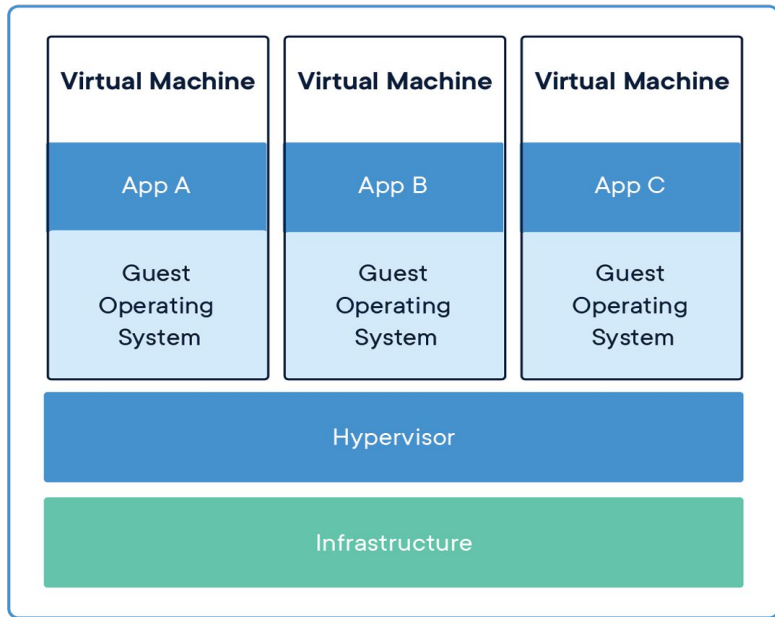 Virtual Machine
App A
Guest
Operating
System
Virtual Machine
App B
Guest
Operating
System
Virtual Machine
App C
Guest
Operating
System
Hypervisor
Infrastructure